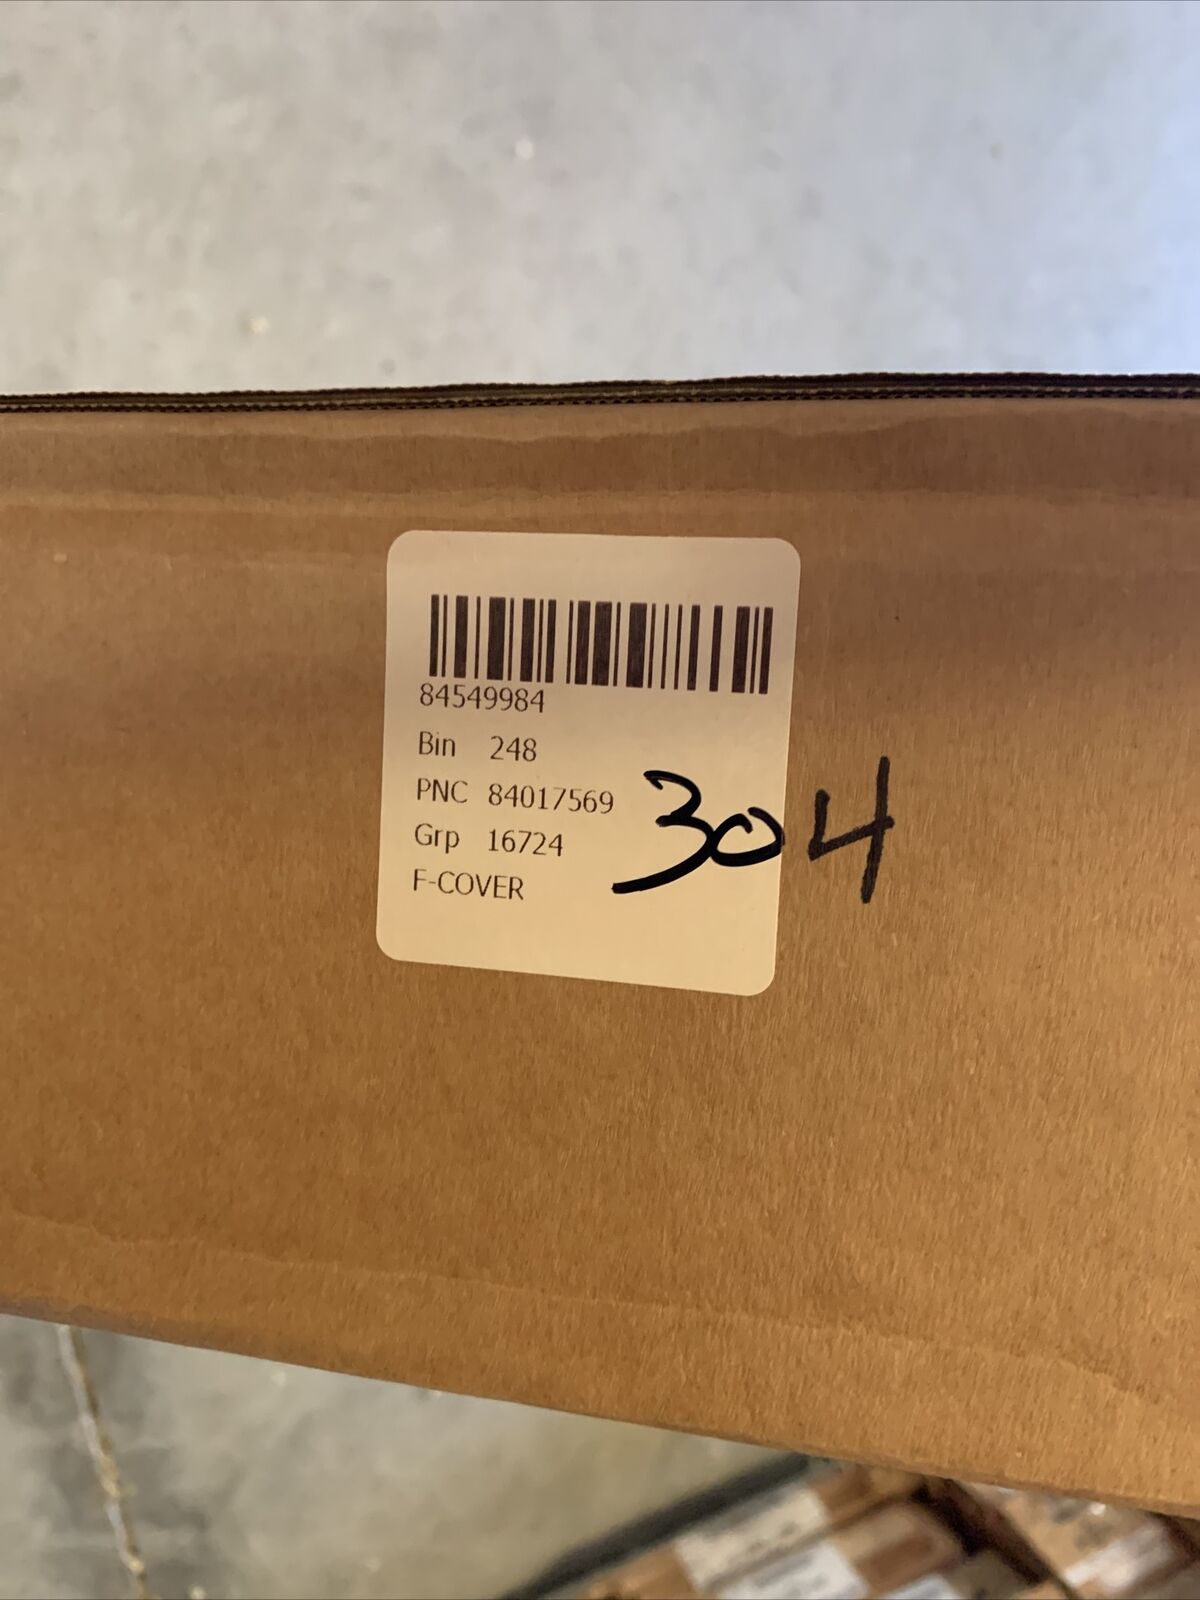 84549984
Bin 248
PNC 84017569
Grp 16724
F-COVER
304